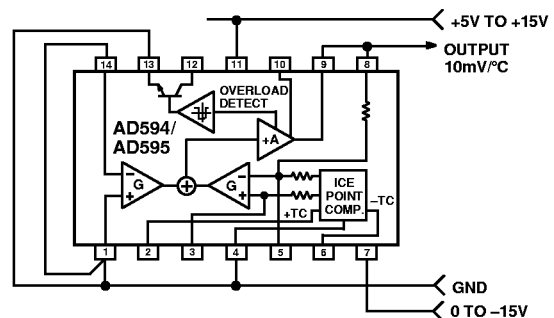 +5V TO +15V
OUTPUT
10mV/°C
14 13 12 11 10 9 8
OVERLOAD
DETECT
AD594/
AD595
+A
– G +
– G +
ICE
POINT
COMP.
–TC
+TC
1 2 3 4 5 6 7
GND
0 TO –15V